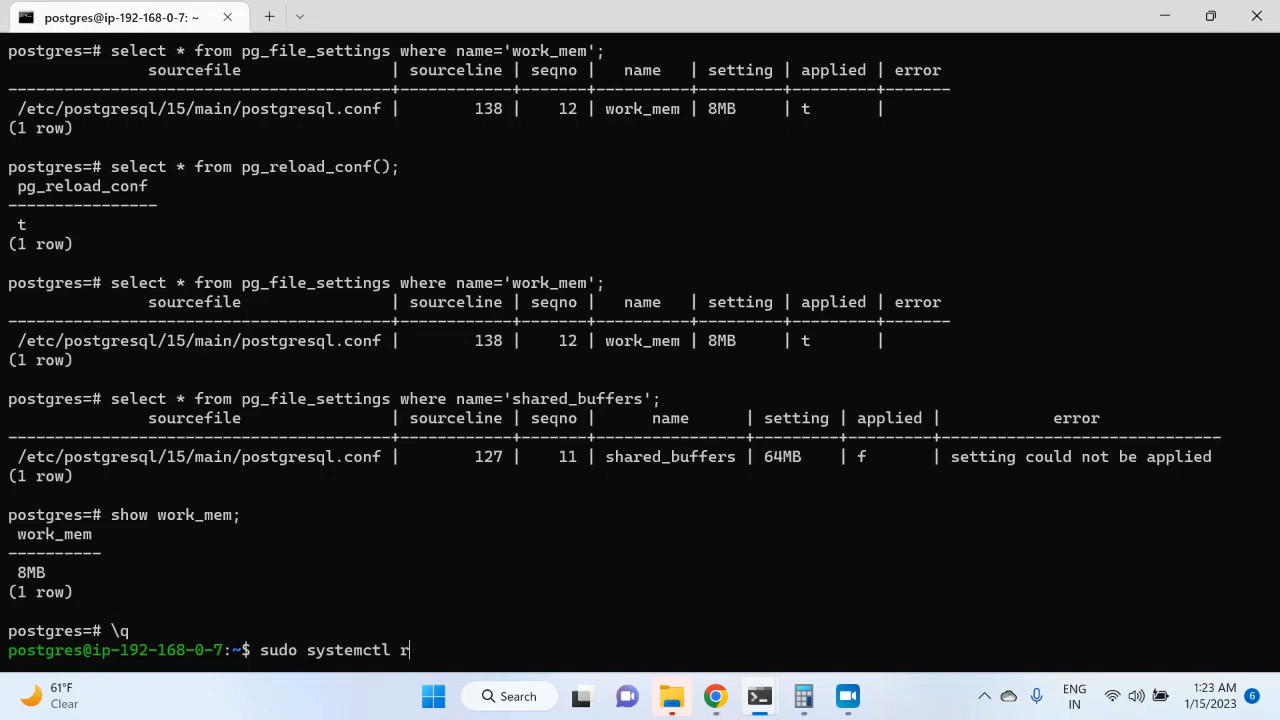 postgres@ip-192-168-0-7: ~
postgres=# select * from pg_file_settings where name='work_mem';
sourcefile | sourceline | seqno | name | setting | applied | error
-----------------------------------------+------------+-------+----------+---------+---------+-------
/etc/postgresql/15/main/postgresql.conf | 138 | 12 | work_mem | 8MB | t |
(1 row)
postgres=# select * from pg_reload_conf();
pg_reload_conf
----------------
t
(1 row)
postgres=# select * from pg_file_settings where name='work_mem';
sourcefile | sourceline | seqno | name | setting | applied | error
-----------------------------------------+------------+-------+----------+---------+---------+-------
/etc/postgresql/15/main/postgresql.conf | 138 | 12 | work_mem | 8MB | t |
(1 row)
postgres=# select * from pg_file_settings where name='shared_buffers';
sourcefile | sourceline | seqno | name | setting | applied | error
-----------------------------------------+------------+-------+----------------+---------+---------+------------------------------
/etc/postgresql/15/main/postgresql.conf | 127 | 11 | shared_buffers | 64MB | f | setting could not be applied
(1 row)
postgres=# show work_mem;
work_mem
----------
8MB
(1 row)
postgres=# \q
postgres@ip-192-168-0-7:~$ sudo systemctl r
61°F
Clear
Search
ENG
IN
1:23 AM
1/15/2023
6